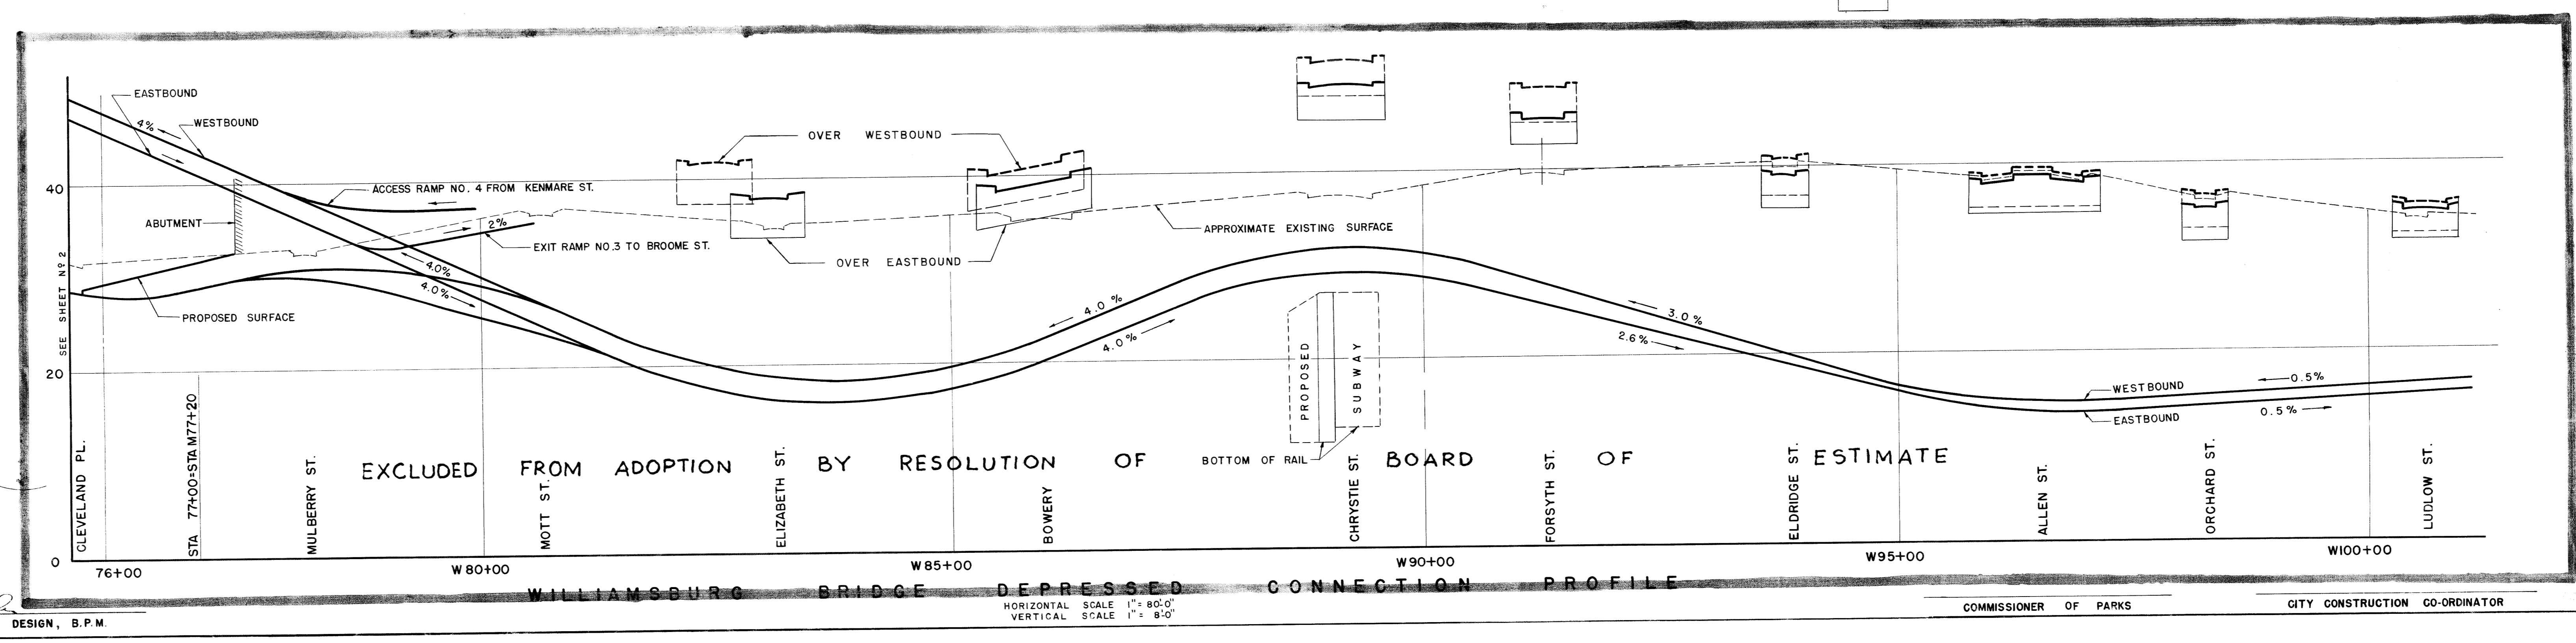 EASTBOUND
4%
WESTBOUND
OVER WESTBOUND
40
ACCESS RAMP NO. 4 FROM KENMARE ST.
ABUTMENT
2%
EXIT RAMP NO.3 TO BROOME ST.
APPROXIMATE EXISTING SURFACE
OVER EASTBOUND
4.0%
4.0%
SEE SHEET Nº 2
PROPOSED SURFACE
4.0 %
4.0 %
3.0 %
2.6 %
PROPOSED
SUBWAY
20
WESTBOUND
0.5%
EASTBOUND
0.5 %
BOTTOM OF RAIL
EXCLUDED FROM ADOPTION BY RESOLUTION OF BOARD OF ESTIMATE
CLEVELAND PL.
STA 77+00=STA M77+20
MULBERRY ST.
MOTT ST.
ELIZABETH ST.
BOWERY
CHRYSTIE ST.
FORSYTH ST.
ELDRIDGE ST.
ALLEN ST.
ORCHARD ST.
LUDLOW ST.
0
76+00
W80+00
W85+00
W90+00
W95+00
W100+00
WILLIAMSBURG BRIDGE DEPRESSED CONNECTION PROFILE
HORIZONTAL SCALE 1"= 80'-0"
VERTICAL SCALE 1"= 8'-0"
DESIGN, B.P.M.
COMMISSIONER OF PARKS
CITY CONSTRUCTION CO-ORDINATOR